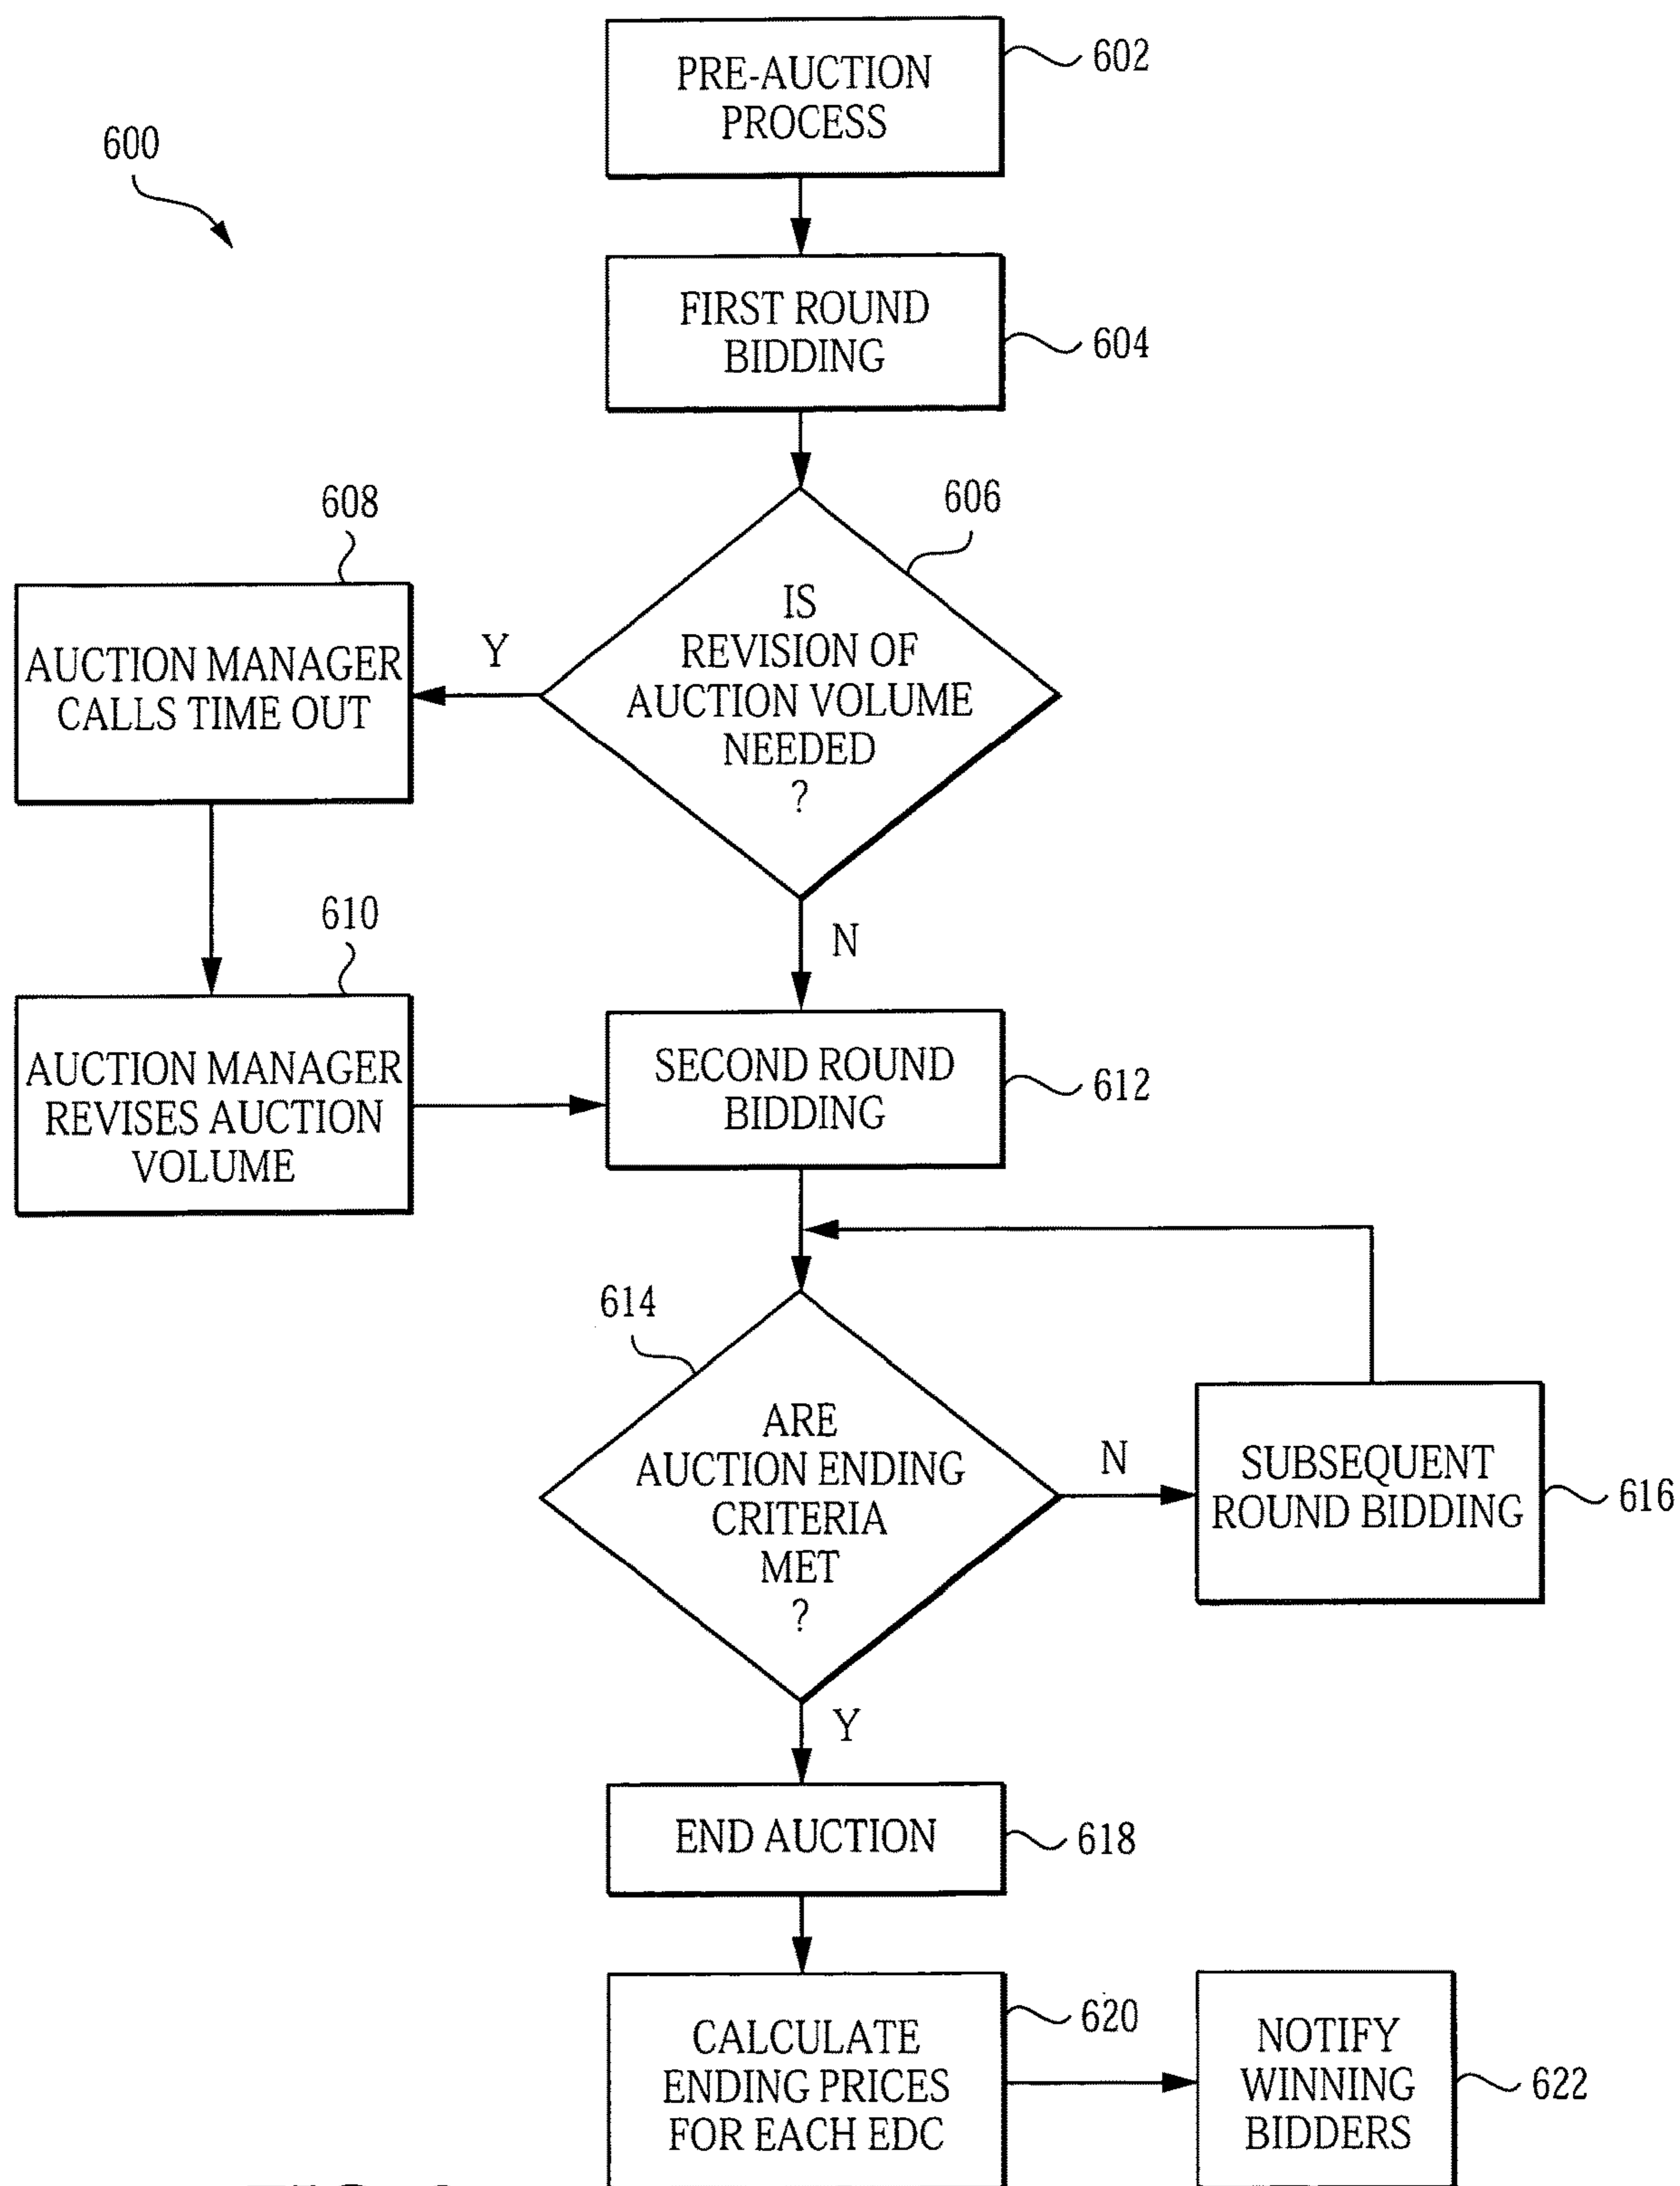 PRE-AUCTION
PROCESS
602
600
FIRST ROUND
BIDDING
604
606
608
IS
REVISION OF
AUCTION VOLUME
NEEDED
?
Y
AUCTION MANAGER
CALLS TIME OUT
N
610
AUCTION MANAGER
REVISES AUCTION
VOLUME
SECOND ROUND
BIDDING
612
614
ARE
AUCTION ENDING
CRITERIA
MET
?
N
SUBSEQUENT
ROUND BIDDING
616
Y
END AUCTION
618
CALCULATE
ENDING PRICES
FOR EACH EDC
620
NOTIFY
WINNING
BIDDERS
622